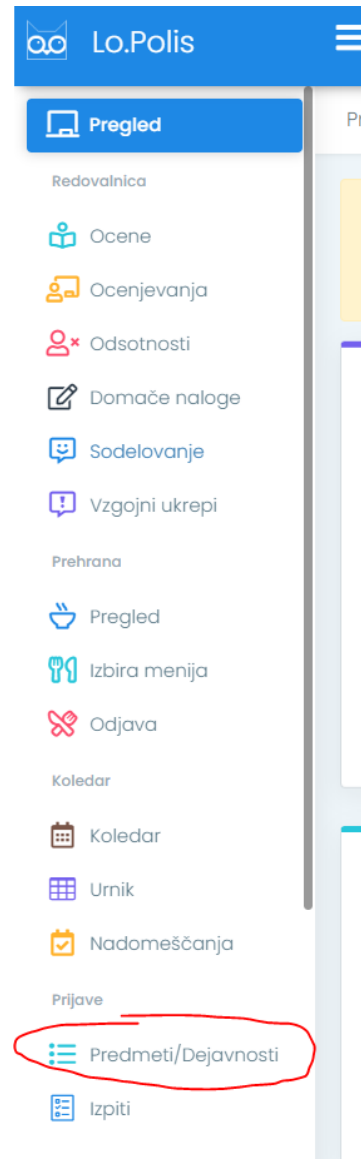 Lo.Polis
Pregled
Redovalnica
Ocene
Ocenjevanja
Odsotnosti
Domače naloge
Sodelovanje
Vzgojni ukrepi
Prehrana
Pregled
Izbira menija
Odjava
Koledar
Koledar
Urnik
Nadomeščanja
Prijave
Predmeti/Dejavnosti
Izpiti